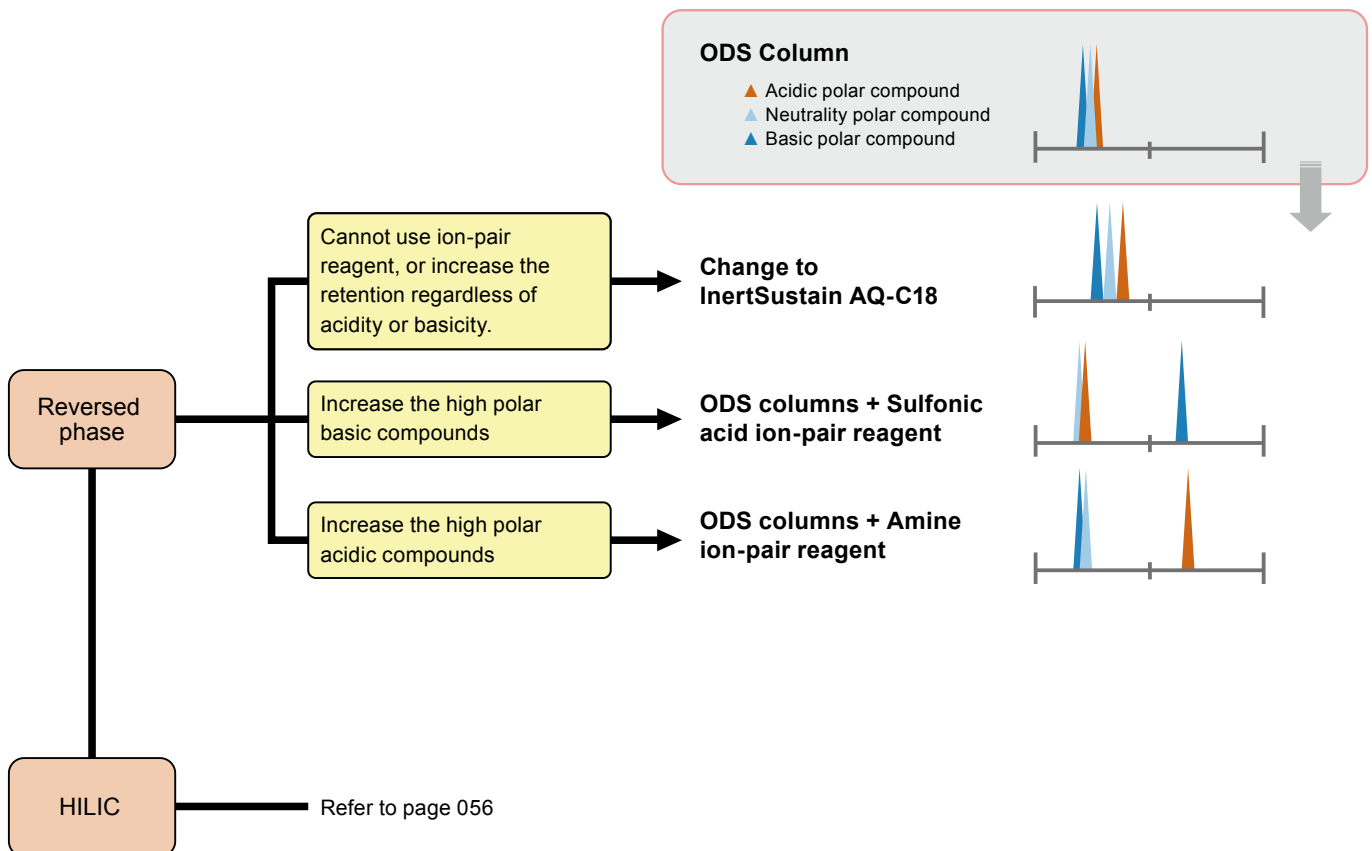 ODS Column
Acidic polar compound
Neutrality polar compound
Basic polar compound
Cannot use ion-pair
reagent, or increase the
retention regardless of
acidity or basicity.
Change to
InertSustain AQ-C18
Reversed
phase
Increase the high polar
basic compounds
ODS columns + Sulfonic
acid ion-pair reagent
Increase the high polar
acidic compounds
ODS columns + Amine
ion-pair reagent
HILIC
Refer to page 056